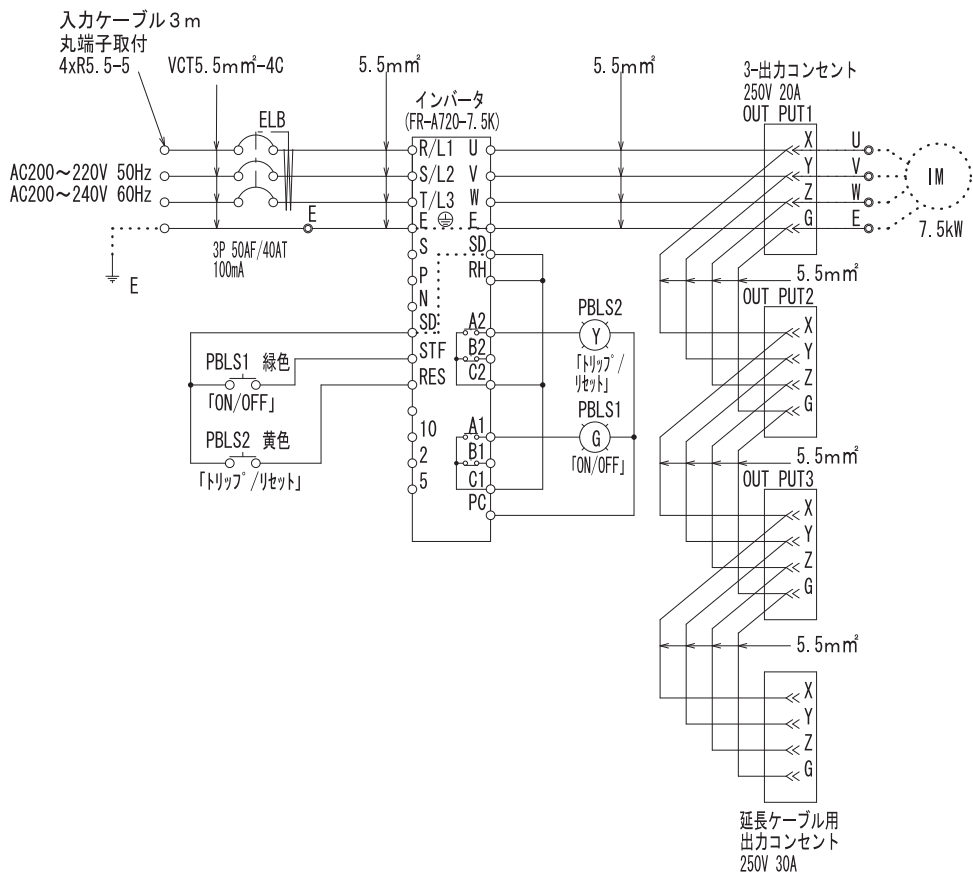 入力ケーブル3m
丸端子取付
4xR5.5-5
VCT5.5mm²-4C
5.5mm²
5.5mm²
3-出力コンセント
250V 20A
OUT PUT1
ELB
インバータ
(FR-A720-7.5K)
AC200～220V 50Hz
AC200～240V 60Hz
R/L1 U
S/L2 V
T/L3 W
E E
S SD
P RH
N
SD A2
STF B2
RES C2
A1
10 B1
2 C1
5 PC
E
3P 50AF/40AT
100mA
E
X
Y
Z
G
U
V
W
E
IM
7.5kW
5.5mm²
PBLS1 緑色
「ON/OFF」
PBLS2 黄色
「トリップ/リセット」
PBLS2
Y
「トリップ/
リセット」
PBLS1
G
「ON/OFF」
OUT PUT2
X
Y
Z
G
5.5mm²
OUT PUT3
X
Y
Z
G
5.5mm²
X
Y
Z
G
延長ケーブル用
出力コンセント
250V 30A